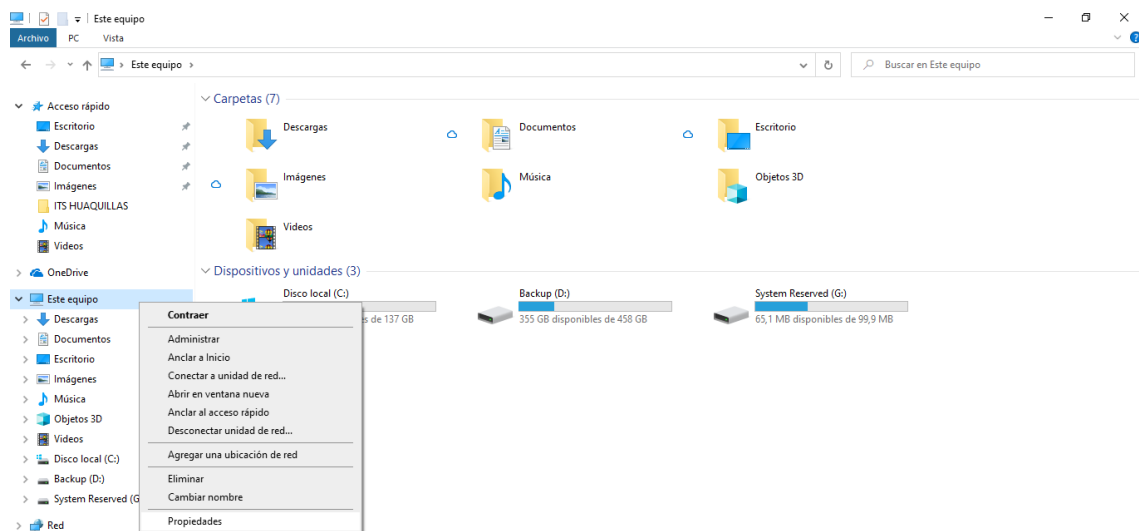 Este equipo
Archivo PC Vista
Este equipo
Buscar en Este equipo
Acceso rápido
Escritorio
Descargas
Documentos
Imágenes
ITS HUAQUILLAS
Música
Videos
OneDrive
Este equipo
Descargas
Documentos
Escritorio
Imágenes
Música
Objetos 3D
Videos
Disco local (C:)
Backup (D:)
System Reserved (G
Red
Carpetas (7)
Descargas
Documentos
Escritorio
Imágenes
Música
Objetos 3D
Videos
Dispositivos y unidades (3)
Disco local (C:)
de 137 GB
Backup (D:)
355 GB disponibles de 458 GB
System Reserved (G:)
65,1 MB disponibles de 99,9 MB
Contraer
Administrar
Anclar a Inicio
Conectar a unidad de red...
Abrir en ventana nueva
Anclar al acceso rápido
Desconectar unidad de red...
Agregar una ubicación de red
Eliminar
Cambiar nombre
Propiedades